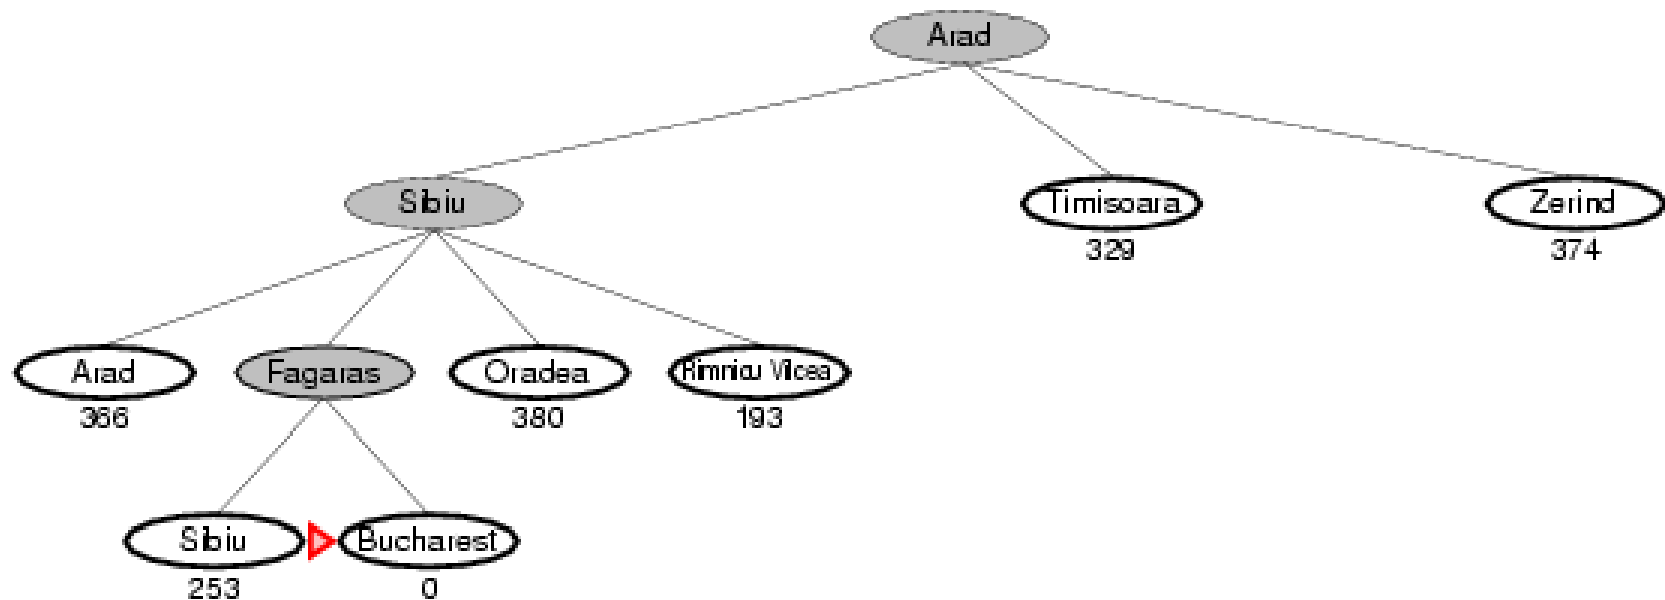 Arad
Sibiu
Timisoara
Zerind
329
374
Arad
Fagaras
Oradea
Rimnicu Vilcea
366
380
193
Sibiu
Bucharest
253
0